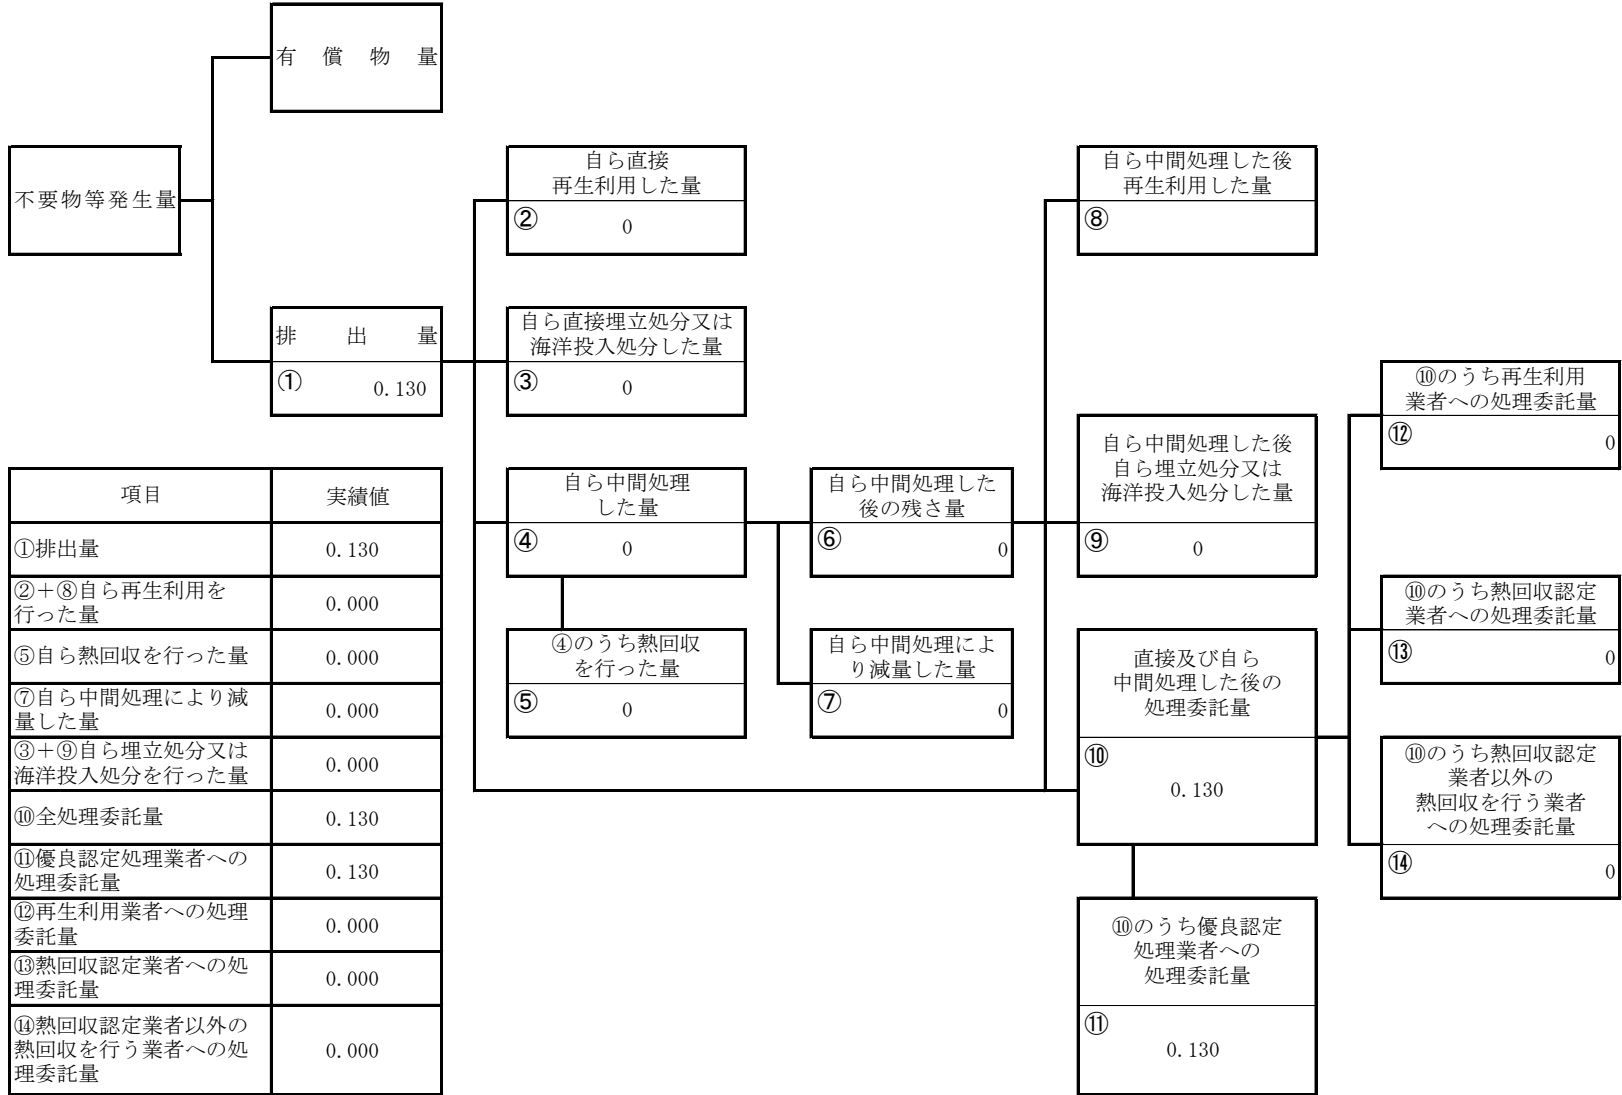 有償物量
不要物等発生量
排出量
① 0.130
自ら直接
再生利用した量
② 0
自ら直接埋立処分又は
海洋投入処分した量
③ 0
自ら中間処理
した量
④ 0
④のうち熱回収
を行った量
⑤ 0
自ら中間処理した
後の残さ量
⑥ 0
自ら中間処理によ
り減量した量
⑦ 0
自ら中間処理した後
再生利用した量
⑧
自ら中間処理した後
自ら埋立処分又は
海洋投入処分した量
⑨ 0
直接及び自ら
中間処理した後の
処理委託量
⑩
0.130
⑩のうち優良認定
処理業者への
処理委託量
⑪
0.130
⑩のうち再生利用
業者への処理委託量
⑫ 0
⑩のうち熱回収認定
業者への処理委託量
⑬ 0
⑩のうち熱回収認定
業者以外の
熱回収を行う業者
への処理委託量
⑭ 0
項目 実績値
①排出量 0.130
②+⑧自ら再生利用を
行った量 0.000
⑤自ら熱回収を行った量 0.000
⑦自ら中間処理により減
量した量 0.000
③+⑨自ら埋立処分又は
海洋投入処分を行った量 0.000
⑩全処理委託量 0.130
⑪優良認定処理業者への
処理委託量 0.130
⑫再生利用業者への処理
委託量 0.000
⑬熱回収認定業者への処
理委託量 0.000
⑭熱回収認定業者以外の
熱回収を行う業者への処
理委託量 0.000